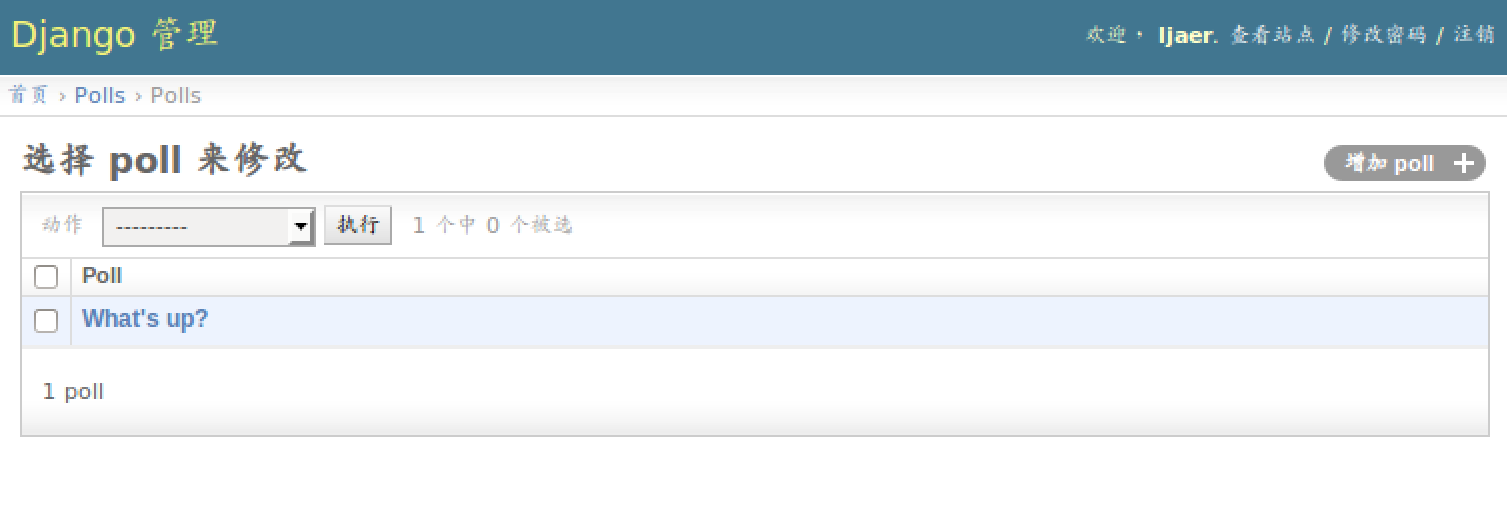 Django 管理
欢迎， ljaer. 查看站点 / 修改密码 / 注销
首页 › Polls › Polls
选择 poll 来修改
增加 poll +
动作 --------- 执行 1 个中 0 个被选
Poll
What's up?
1 poll